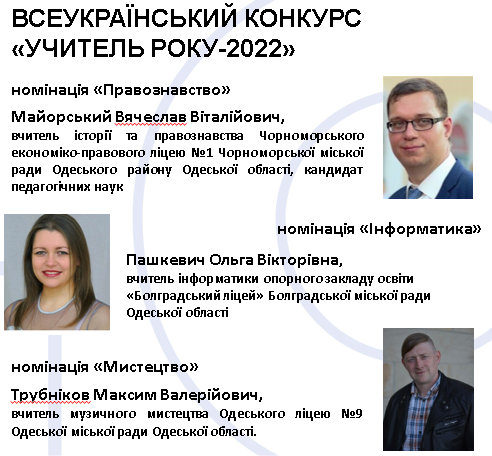 ВСЕУКРАЇНСЬКИЙ КОНКУРС
«УЧИТЕЛЬ РОКУ-2022»
номінація «Правознавство»
Майорський Вячеслав Віталійович,
вчитель історії та правознавства Чорноморського
економіко-правового ліцею №1 Чорноморської міської
ради Одеського району Одеської області, кандидат
педагогічних наук
номінація «Інформатика»
Пашкевич Ольга Вікторівна,
вчитель інформатики опорного закладу освіти
«Болградський ліцей» Болградської міської ради
Одеської області
номінація «Мистецтво»
Трубніков Максим Валерійович,
вчитель музичного мистецтва Одеського ліцею №9
Одеської міської ради Одеської області.